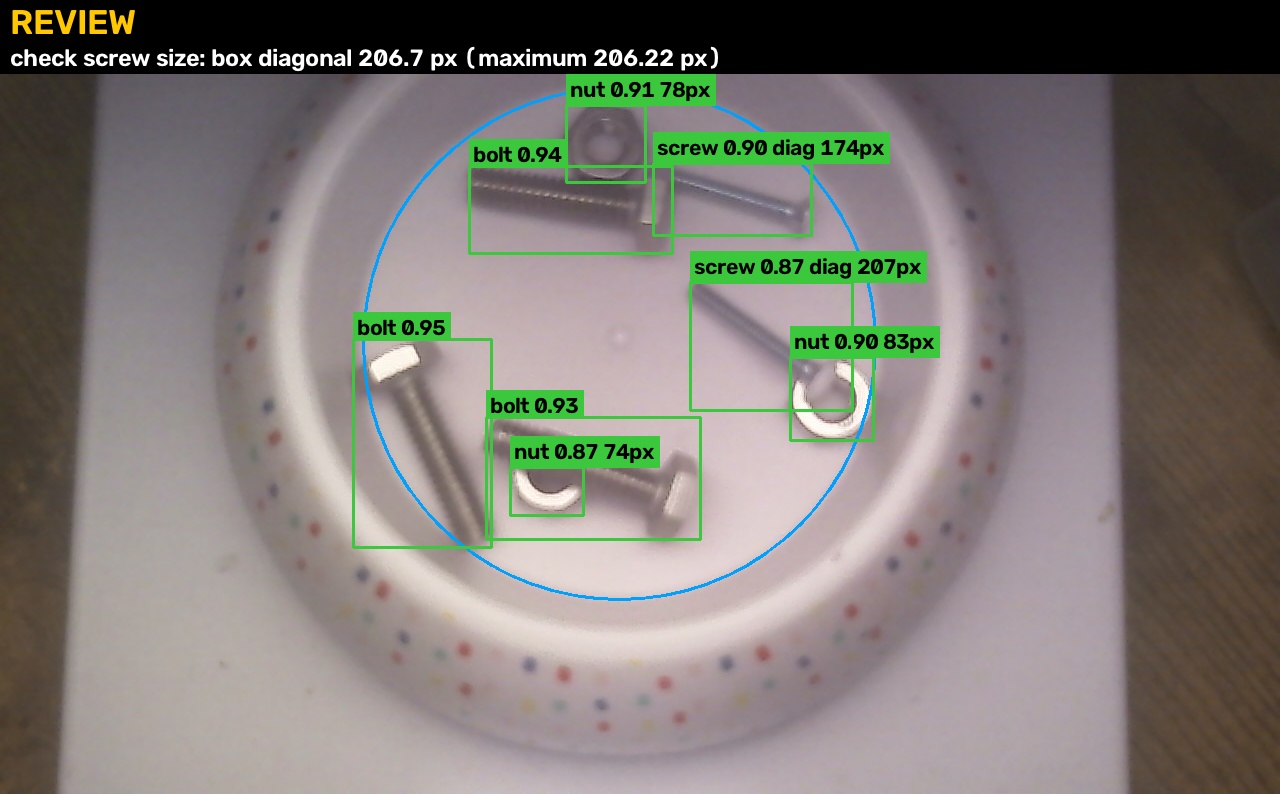 REVIEW
check screw size: box diagonal 206.7 px (maximum 206.22 px)
nut 0.91 78px
bolt 0.94
screw 0.90 diag 174px
screw 0.87 diag 207px
bolt 0.95
nut 0.90 83px
bolt 0.93
nut 0.87 74px